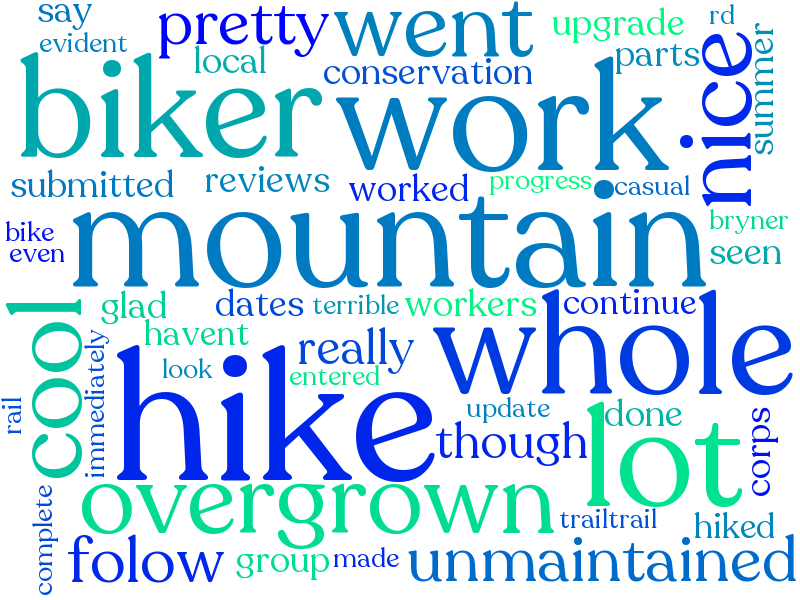 say
pretty
went
upgrade
rd
evident
local
conservation
parts
nice
summer
biker
work
submitted
reviews
worked
progress
casual
bike
even
mountain
bryner
seen
cool
glad
dates
terrible
workers
continue
havent
really
whole
immediately
look
entered
hike
rail
update
though
lot
done
corps
overgrown
trailtrail
hiked
complete
folow
group
made
unmaintained